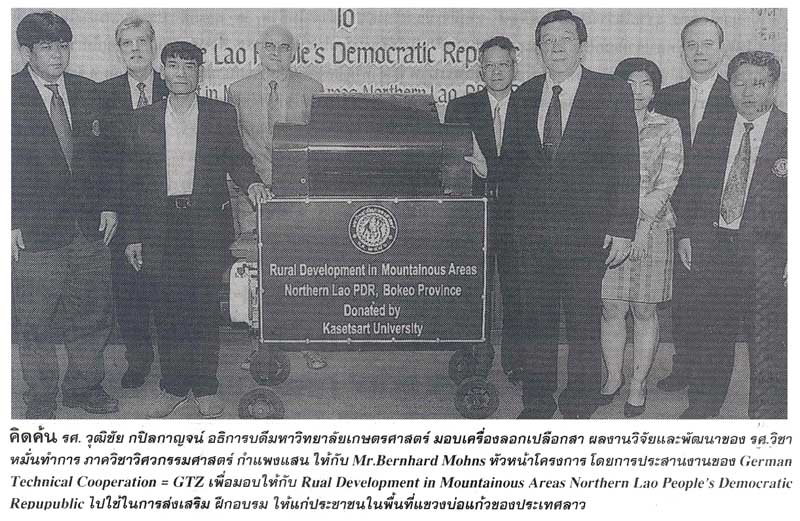 To
Lao People's Democratic Republic
Areas Northern Lao PDR
Rural Development in Mountainous Areas
Northern Lao PDR, Bokeo Province
Donated by
Kasetsart University
คิดค้น รศ. วุฒิชัย กปิลกาญจน์ อธิการบดีมหาวิทยาลัยเกษตรศาสตร์ มอบเครื่องลอกเปลือกสา ผลงานวิจัยและพัฒนาของ รศ.วิชา
หมั่นทำการ ภาควิชาวิศวกรรมศาสตร์ กำแพงแสน ให้กับ Mr.Bernhard Mohns หัวหน้าโครงการ โดยการประสานงานของ German
Technical Cooperation = GTZ เพื่อมอบให้กับ Rual Development in Mountainous Areas Northern Lao People's Democratic
Repupublic ไปใช้ในการส่งเสริม ฝึกอบรม ให้แก่ประชาชนในพื้นที่แขวงบ่อแก้วของประเทศลาว